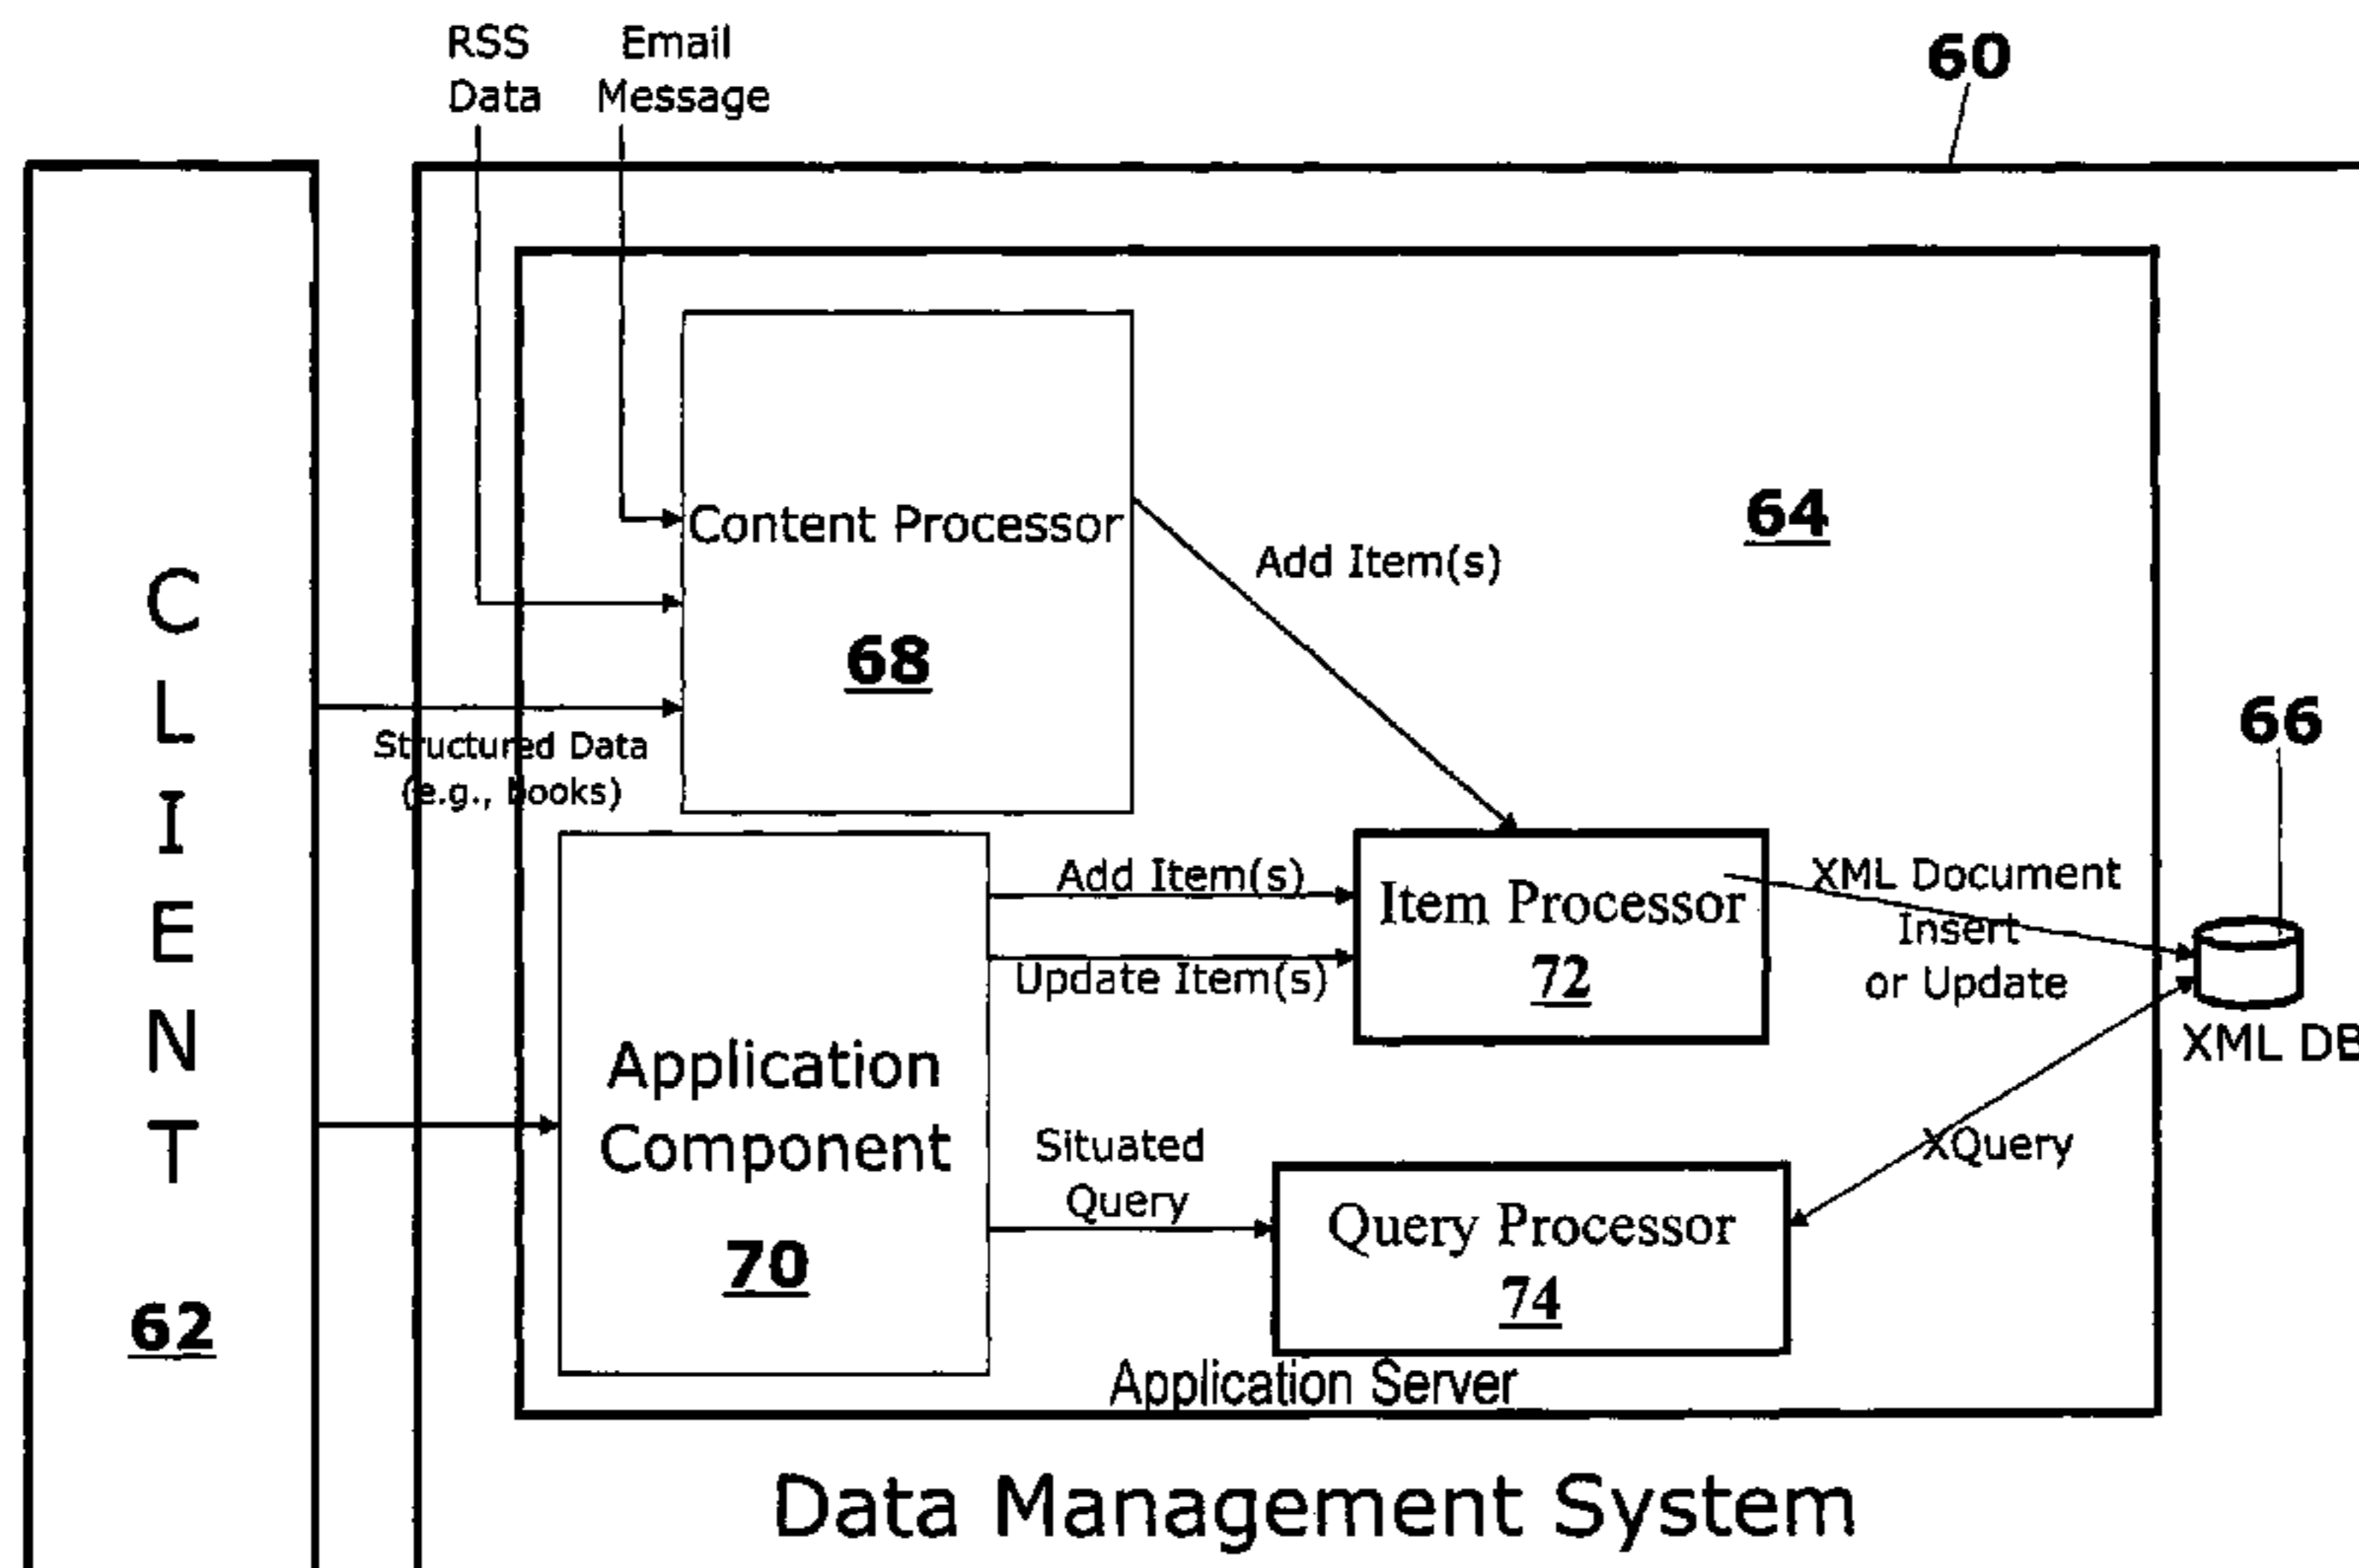 RSS
Data
Email
Message
60
Content Processor
68
Add Item(s)
64
C
L
I
E
N
T
62
Structured Data
(e.g., books)
66
Add Item(s)
Update Item(s)
Item Processor
72
XML Document
Insert
or Update
XML DB
Application
Component
70
Situated
Query
Query Processor
74
XQuery
Application Server
Data Management System